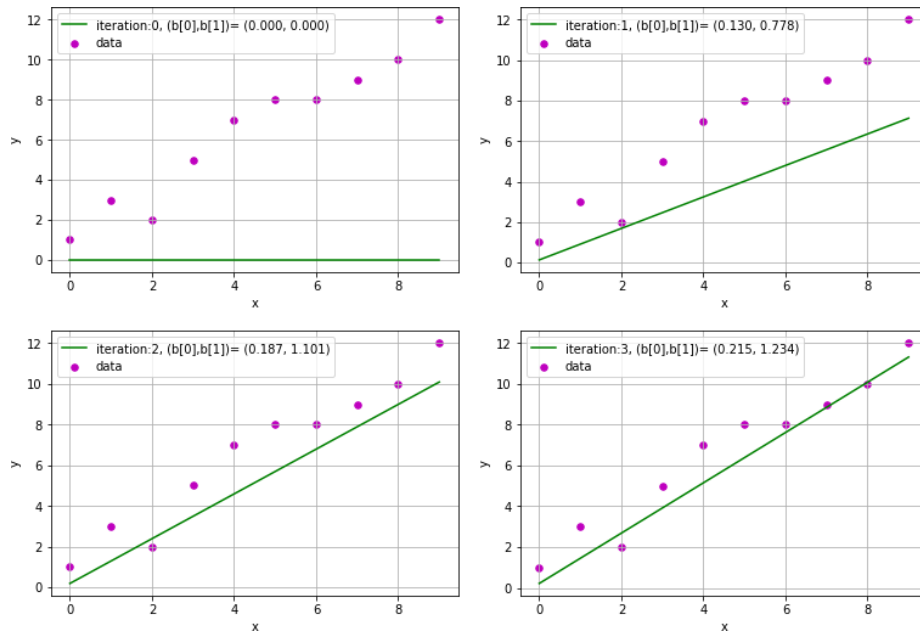 iteration:0, (b[0],b[1])= (0.000, 0.000)
data
12
10
8
6
4
2
0
y
0 2 4 6 8
x
iteration:1, (b[0],b[1])= (0.130, 0.778)
data
12
10
8
6
4
2
0
y
0 2 4 6 8
x
iteration:2, (b[0],b[1])= (0.187, 1.101)
data
12
10
8
6
4
2
0
y
0 2 4 6 8
x
iteration:3, (b[0],b[1])= (0.215, 1.234)
data
12
10
8
6
4
2
0
y
0 2 4 6 8
x